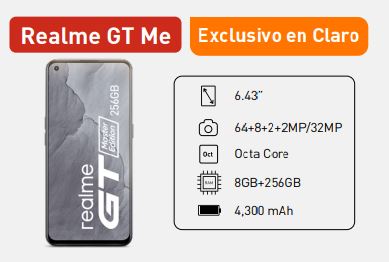 Realme GT Me
Exclusivo en Claro
realme
GT
Master
Edition
256GB
6.43"
64+8+2+2MP/32MP
Oct
Octa Core
RAM
8GB+256GB
4,300 mAh